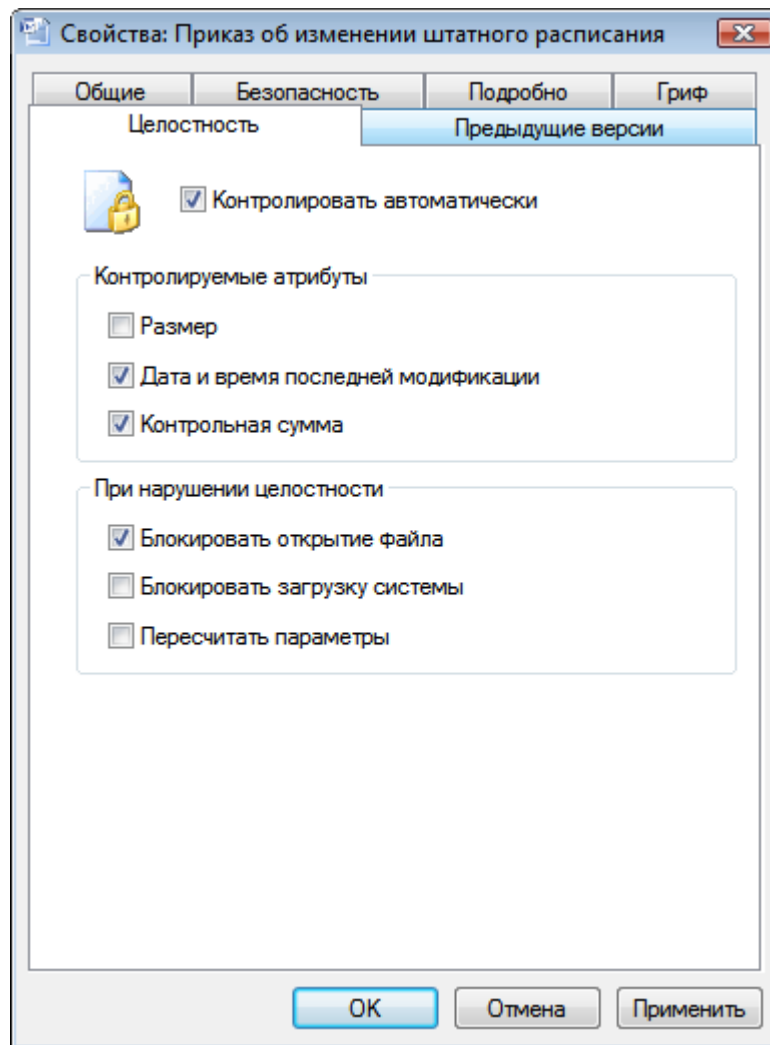 Свойства: Приказ об изменении штатного расписания
Общие Безопасность Подробно Гриф
Целостность Предыдущие версии
Контролировать автоматически
Контролируемые атрибуты
Размер
Дата и время последней модификации
Контрольная сумма
При нарушении целостности
Блокировать открытие файла
Блокировать загрузку системы
Пересчитать параметры
OK Отмена Применить